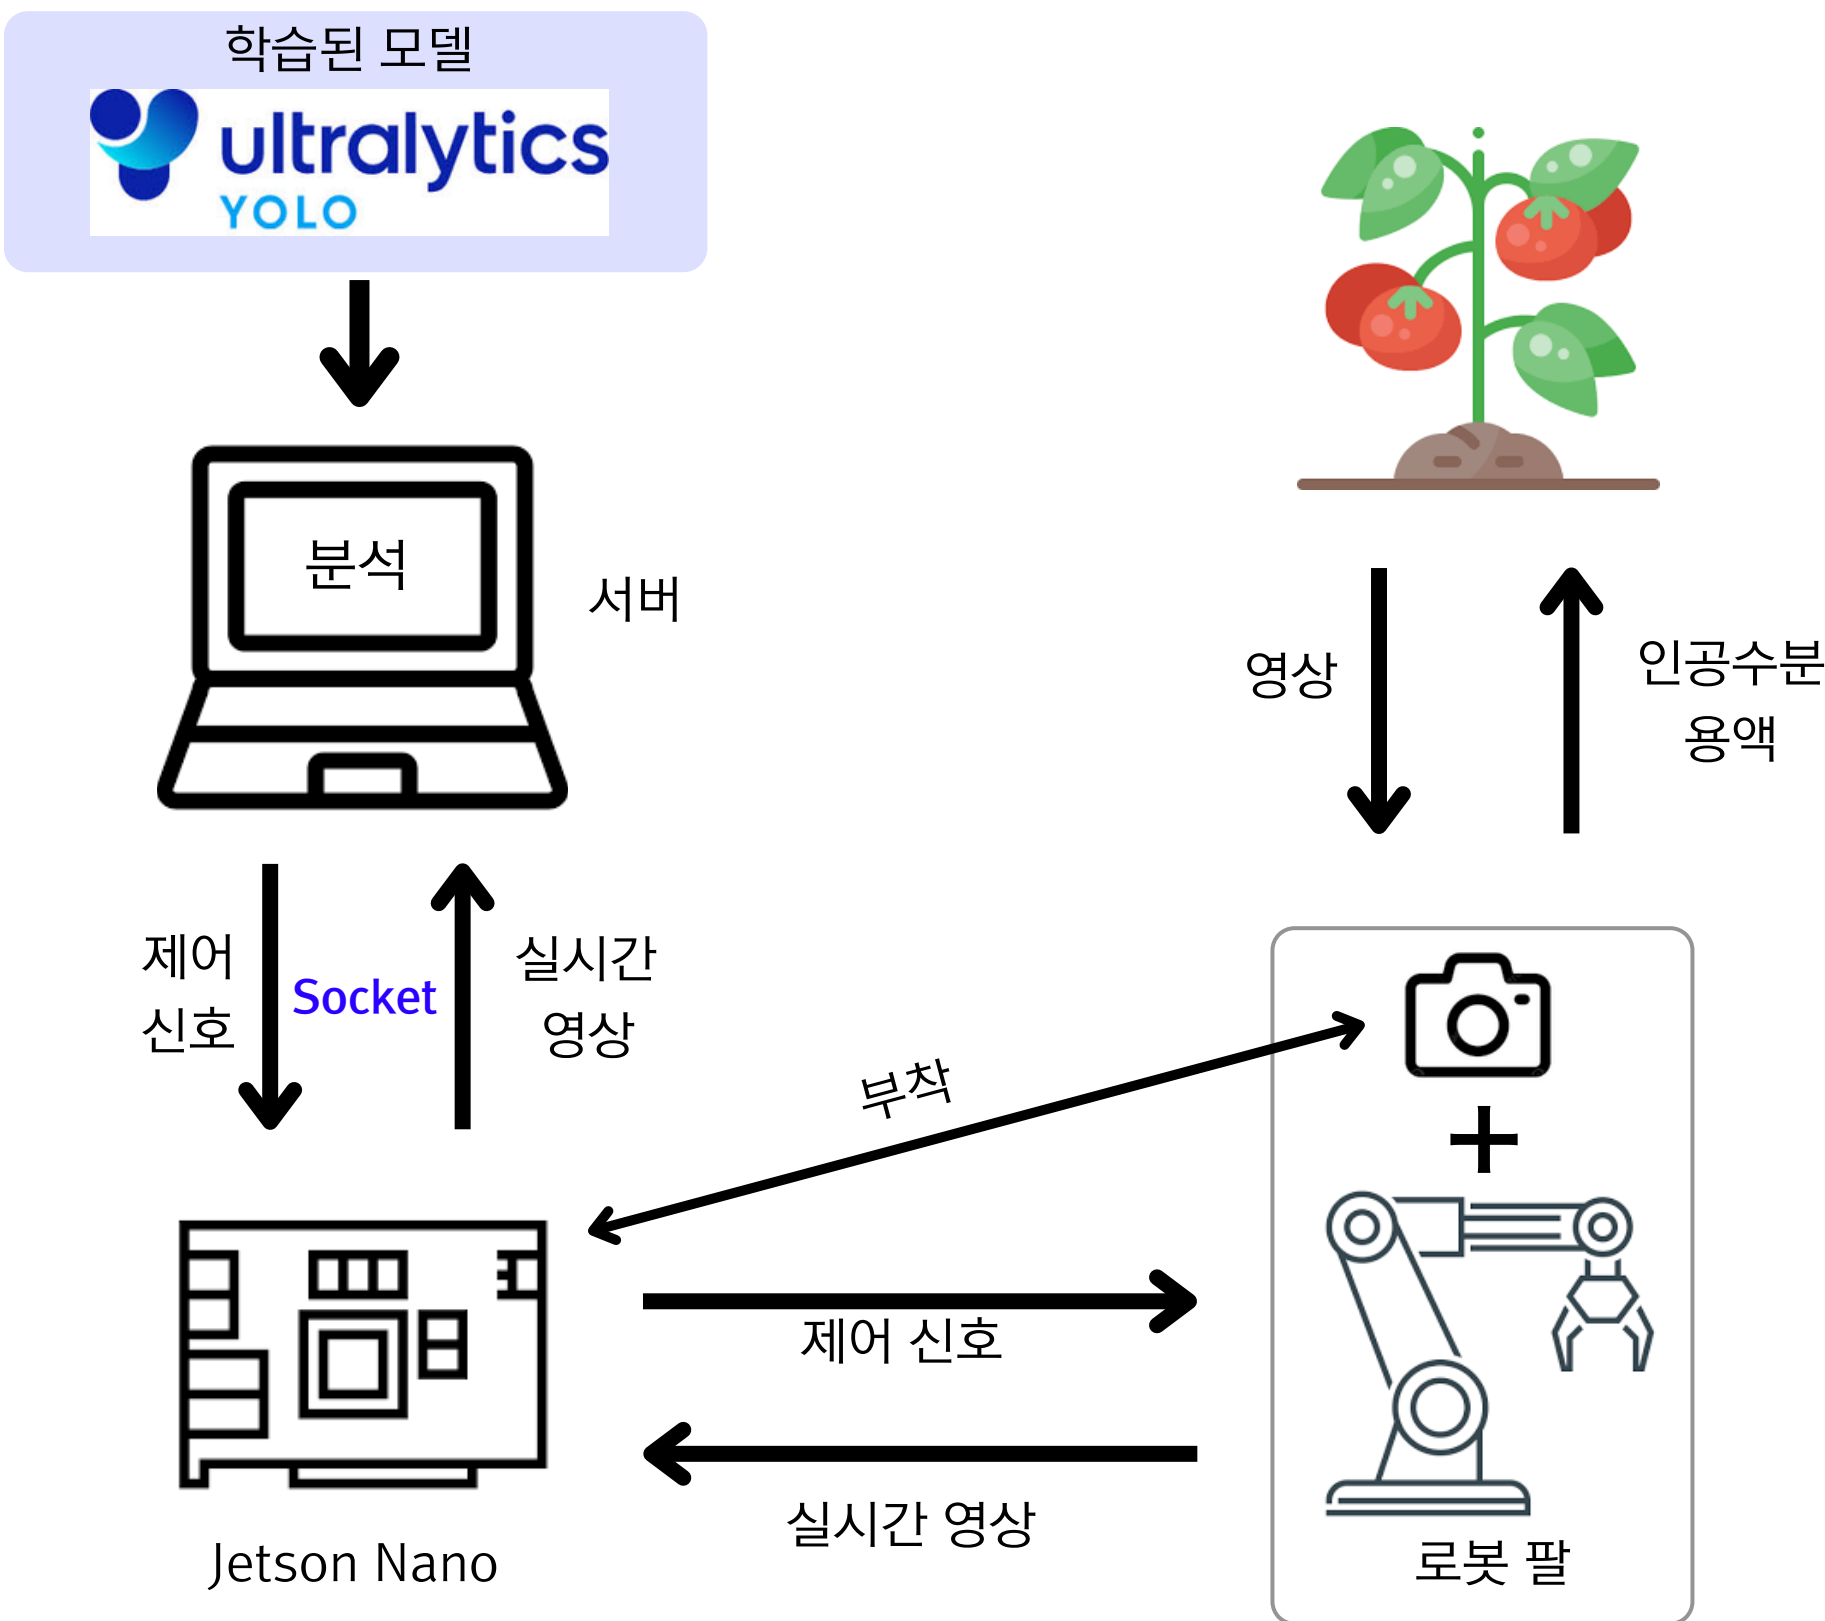 학습된 모델
ultralytics
YOLO
분석
서버
영상
인공수분
용액
제어
신호
Socket
실시간
영상
부착
제어 신호
실시간 영상
Jetson Nano
로봇 팔